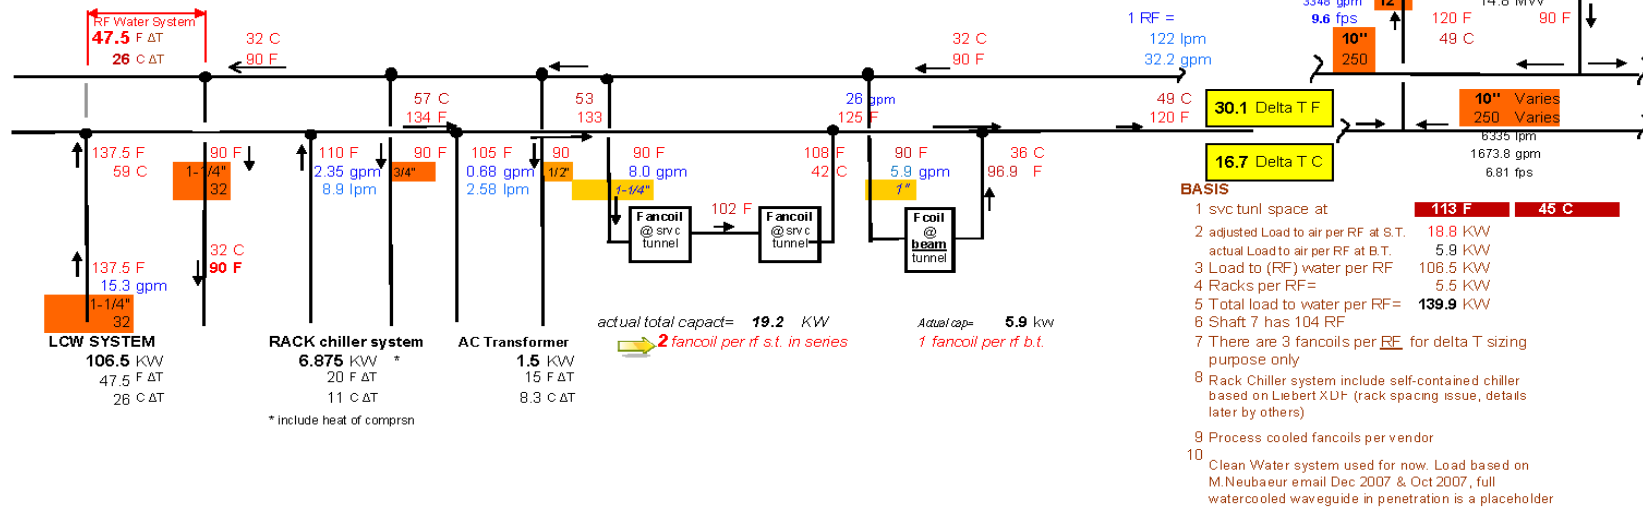 RF Water System
47.5 F ΔT
26 C ΔT
32 C
90 F
32 C
90 F
1 RF =
122 lpm
32.2 gpm
3348 gpm
9.6 fps
12"
14.8 MW
120 F
49 C
90 F
10"
250
57 C
134 F
53
133
26 gpm
125 F
49 C
120 F
30.1 Delta T F
16.7 Delta T C
10" Varies
250 Varies
6335 lpm
1673.8 gpm
6.81 fps
137.5 F
59 C
90 F
1-1/4"
32
110 F
2.35 gpm
8.9 lpm
90 F
3/4"
105 F
0.68 gpm
2.58 lpm
90
1/2"
90 F
8.0 gpm
1-1/4"
108 F
42 C
90 F
5.9 gpm
1"
36 C
96.9 F
Fancoil
@ srvc
tunnel
102 F
Fancoil
@ srvc
tunnel
Fcoil
@
beam
tunnel
137.5 F
15.3 gpm
1-1/4"
32
32 C
90 F
LCW SYSTEM
106.5 KW
47.5 F ΔT
26 C ΔT
RACK chiller system
6.875 KW *
20 F ΔT
11 C ΔT
* include heat of comprsn
AC Transformer
1.5 KW
15 F ΔT
8.3 C ΔT
actual total capact= 19.2 KW
2 fancoil per rf s.t. in series
Actual cap= 5.9 kw
1 fancoil per rf b.t.
BASIS
1 svc tunl space at 113 F 45 C
2 adjusted Load to air per RF at S.T. 18.8 KW
actual Load to air per RF at B.T. 5.9 KW
3 Load to (RF) water per RF 106.5 KW
4 Racks per RF= 5.5 KW
5 Total load to water per RF= 139.9 KW
6 Shaft 7 has 104 RF
7 There are 3 fancoils per RF for delta T sizing
purpose only
8 Rack Chiller system include self-contained chiller
based on Liebert XDF (rack spacing issue, details
later by others)
9 Process cooled fancoils per vendor
10
Clean Water system used for now. Load based on
M.Neubaeur email Dec 2007 & Oct 2007, full
watercooled waveguide in penetration is a placeholder